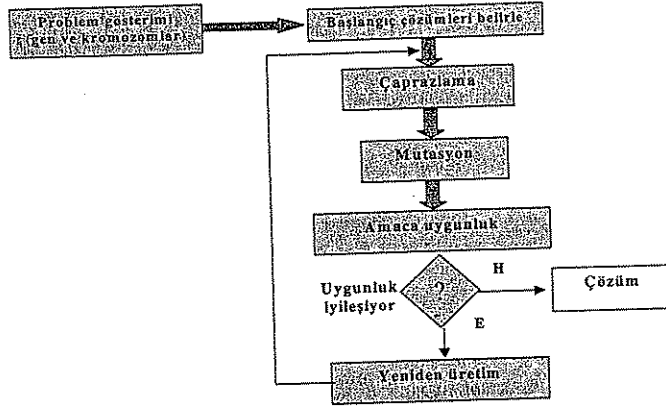 Problem gösterimi
(gen ve kromozomlar)
Başlangıç çözümleri belirle
Çaprazlama
Mutasyon
Amaca uygunluk
?
Uygunluk
iyileşiyor
H
Çözüm
E
Yeniden üretim